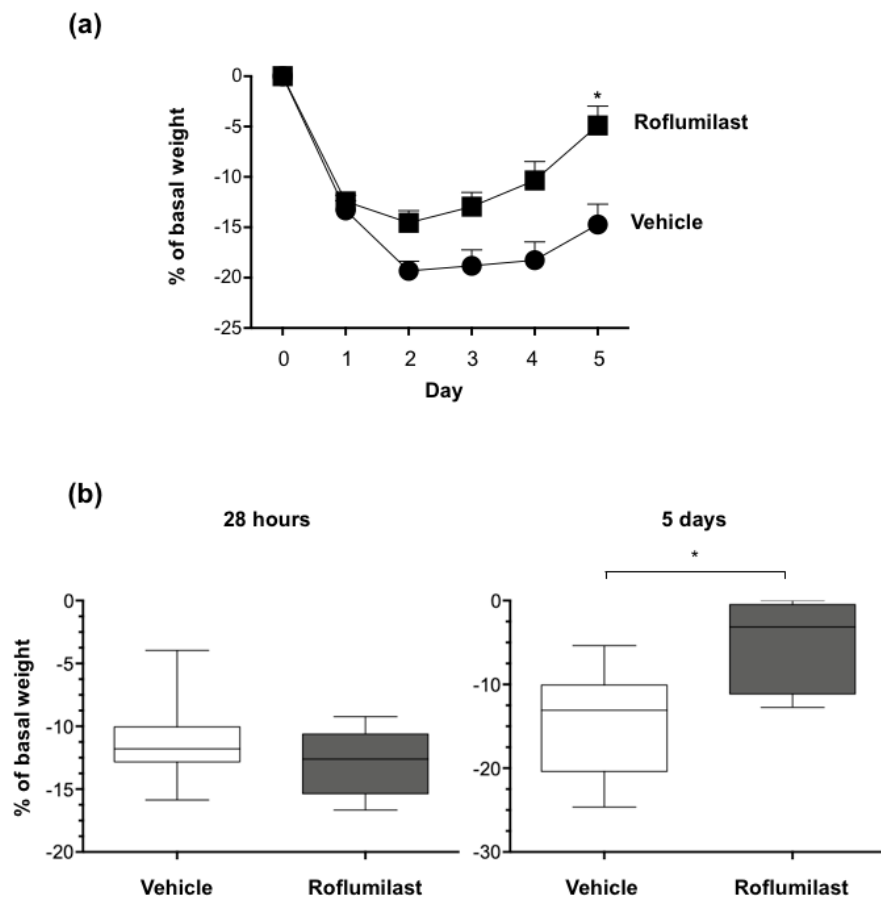 (a)
% of basal weight
0
-5
-10
-15
-20
-25
*
Roflumilast
Vehicle
0 1 2 3 4 5
Day
(b)
28 hours
% of basal weight
0
-5
-10
-15
-20
Vehicle Roflumilast
5 days
*
0
-10
-20
-30
Vehicle Roflumilast